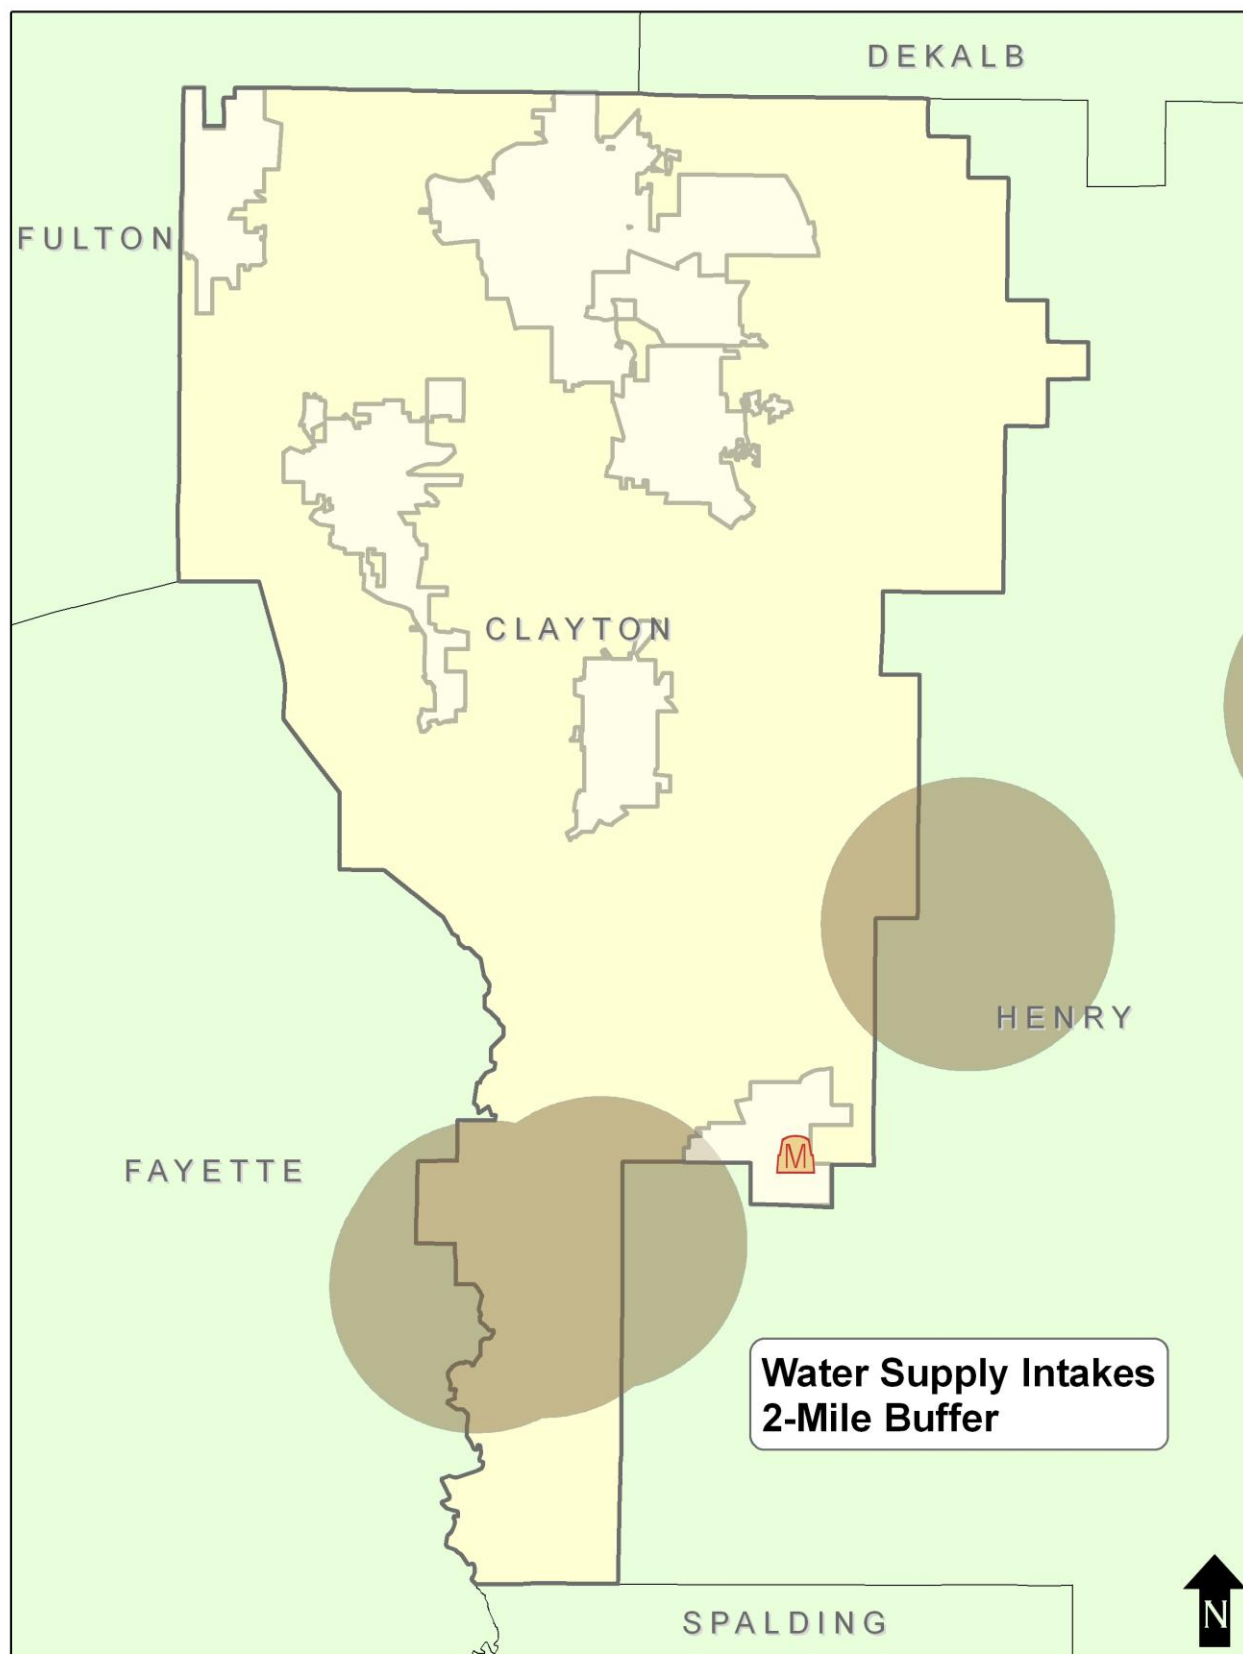 DEKALB
FULTON
CLAYTON
HENRY
M
FAYETTE
Water Supply Intakes
2-Mile Buffer
N
SPALDING